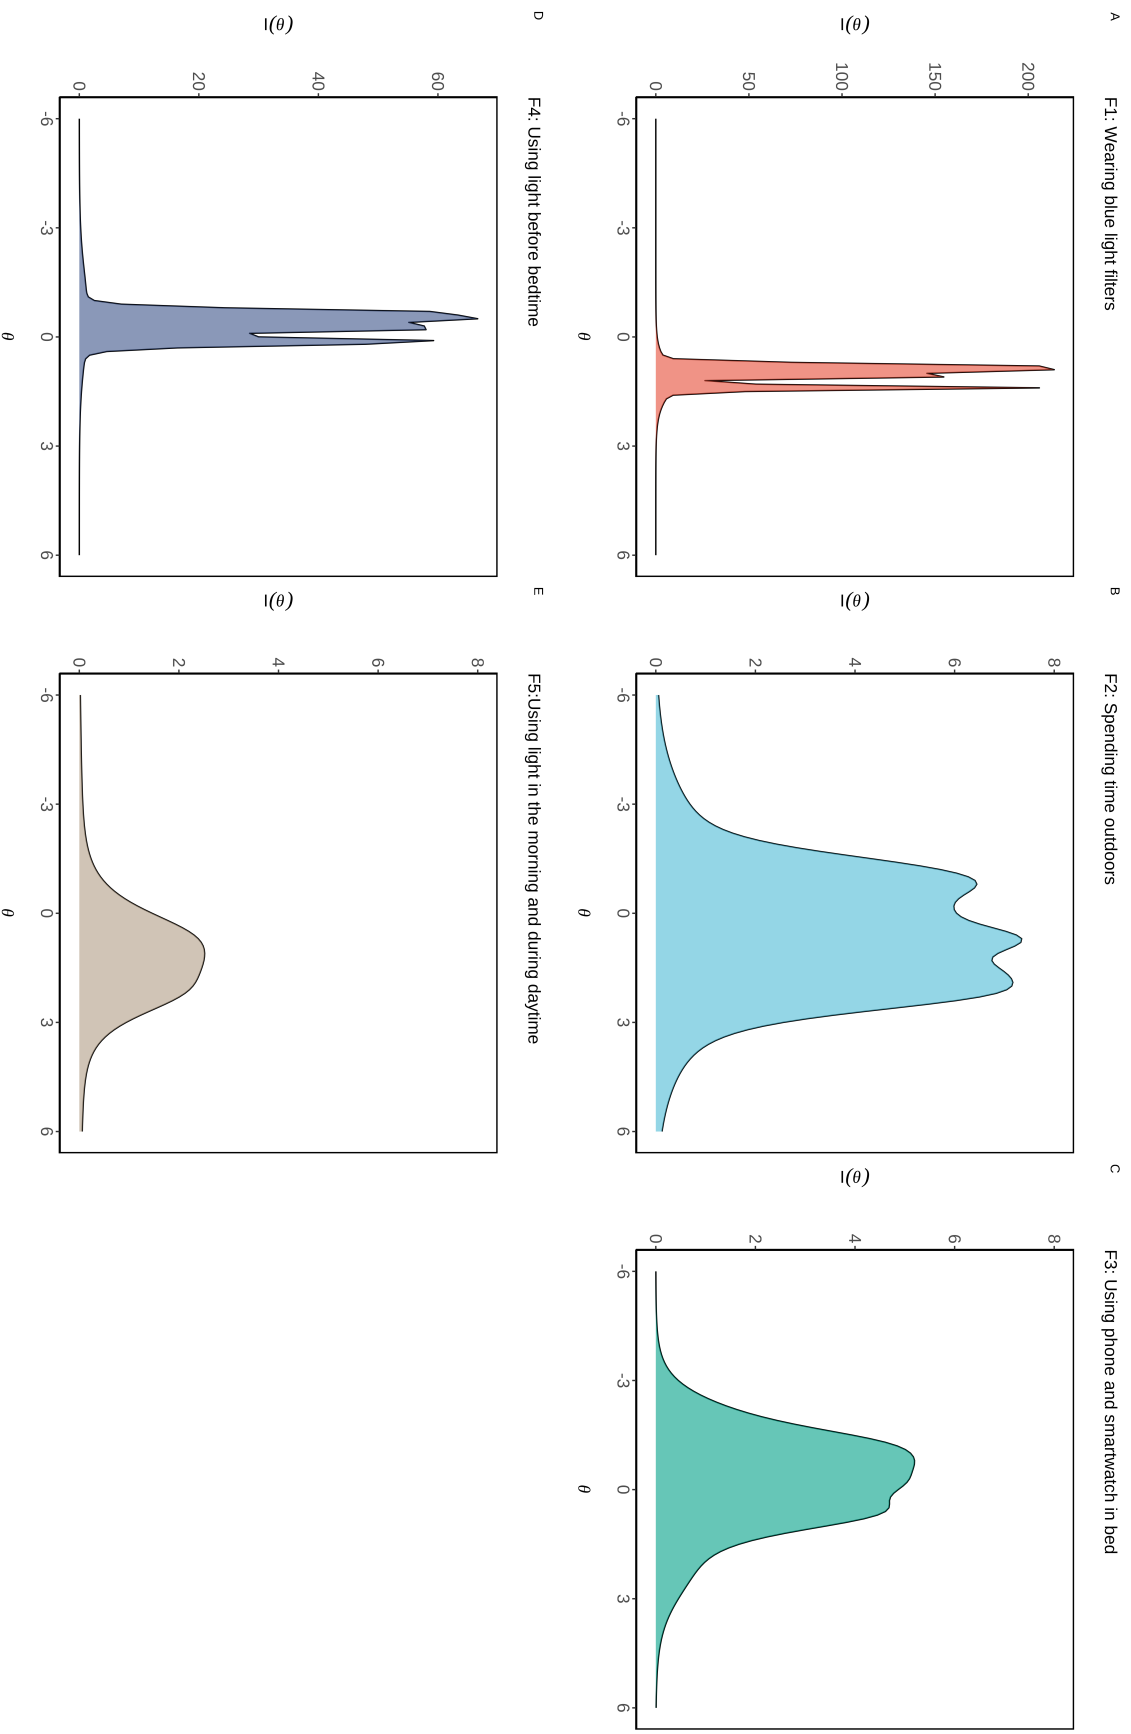 A
F1: Wearing blue light filters
I(θ)
200
150
100
50
0
-6
-3
0
3
6
θ
B
F2: Spending time outdoors
I(θ)
8
6
4
2
0
-6
-3
0
3
6
θ
C
F3: Using phone and smartwatch in bed
I(θ)
8
6
4
2
0
-6
-3
0
3
6
θ
D
F4: Using light before bedtime
I(θ)
60
40
20
0
-6
-3
0
3
6
θ
E
F5:Using light in the morning and during daytime
I(θ)
8
6
4
2
0
-6
-3
0
3
6
θ